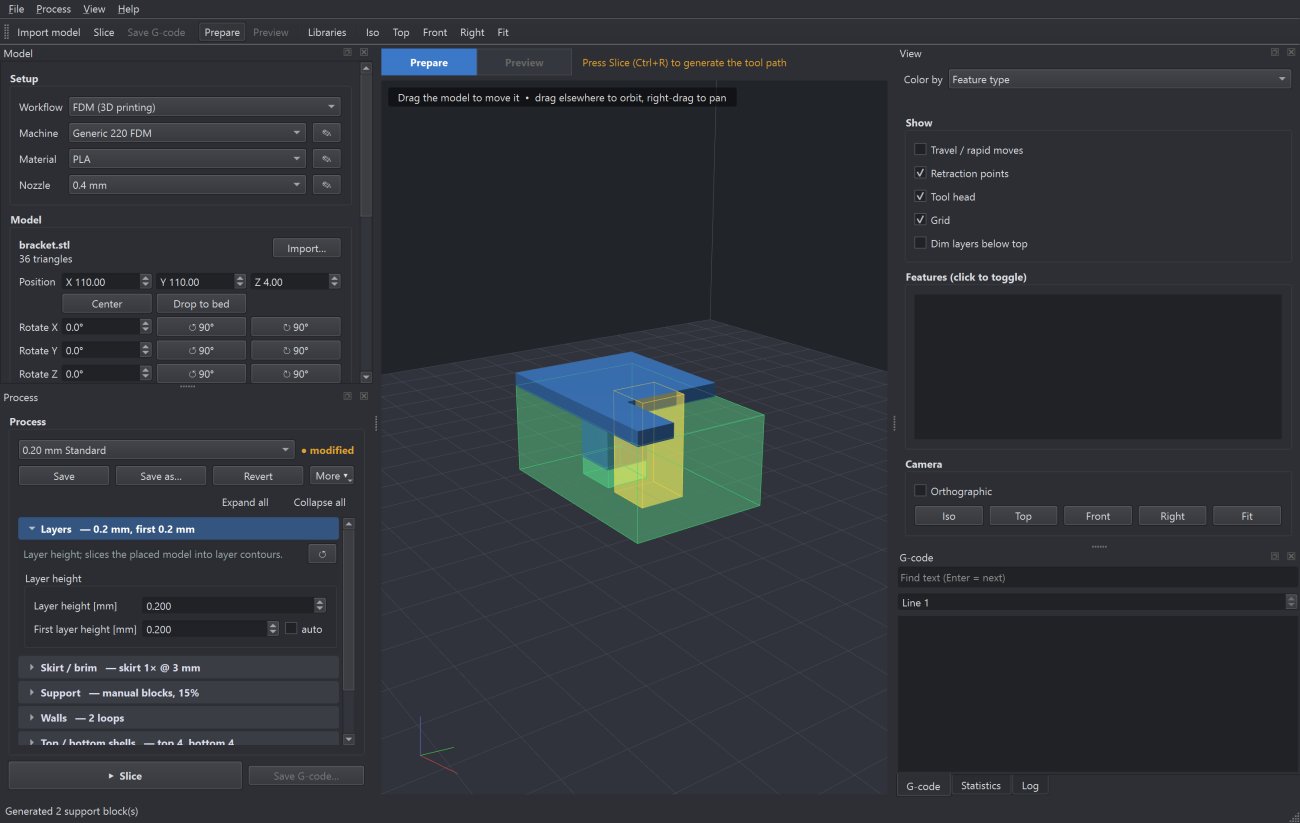 File Process View Help
Import model Slice Save G-code Prepare Preview Libraries Iso Top Front Right Fit
Model
Setup
Workflow FDM (3D printing)
Machine Generic 220 FDM
Material PLA
Nozzle 0.4 mm
Model
bracket.stl
36 triangles
Import...
Position X 110.00 Y 110.00 Z 4.00
Center Drop to bed
Rotate X 0.0° ↺ 90° ↻ 90°
Rotate Y 0.0° ↺ 90° ↻ 90°
Rotate Z 0.0° ↺ 90° ↻ 90°
Process
Process
0.20 mm Standard ● modified
Save Save as... Revert More
Expand all Collapse all
Layers — 0.2 mm, first 0.2 mm
Layer height; slices the placed model into layer contours.
Layer height
Layer height [mm] 0.200
First layer height [mm] 0.200 auto
Skirt / brim — skirt 1× @ 3 mm
Support — manual blocks, 15%
Walls — 2 loops
Top / bottom shells — top 4, bottom 4
Slice Save G-code...
Generated 2 support block(s)
Prepare Preview Press Slice (Ctrl+R) to generate the tool path
Drag the model to move it • drag elsewhere to orbit, right-drag to pan
View
Color by Feature type
Show
Travel / rapid moves
Retraction points
Tool head
Grid
Dim layers below top
Features (click to toggle)
Camera
Orthographic
Iso Top Front Right Fit
G-code
Find text (Enter = next)
Line 1
G-code Statistics Log